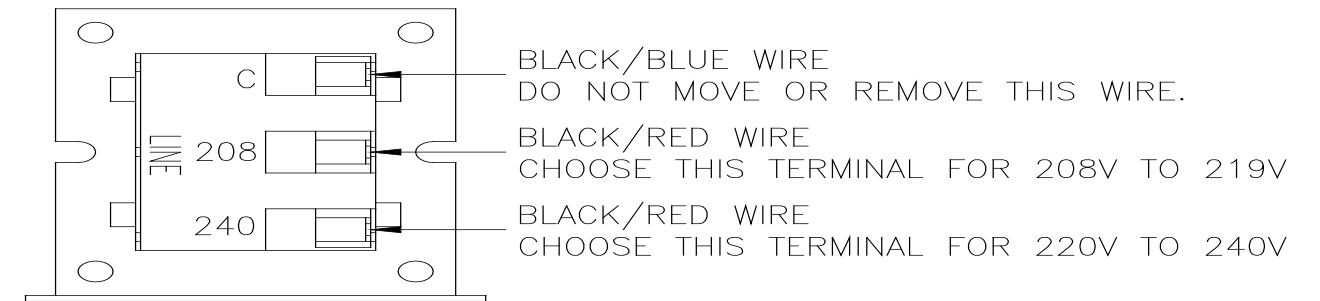 C
BLACK/BLUE WIRE
DO NOT MOVE OR REMOVE THIS WIRE.
LINE
208
BLACK/RED WIRE
CHOOSE THIS TERMINAL FOR 208V TO 219V
240
BLACK/RED WIRE
CHOOSE THIS TERMINAL FOR 220V TO 240V